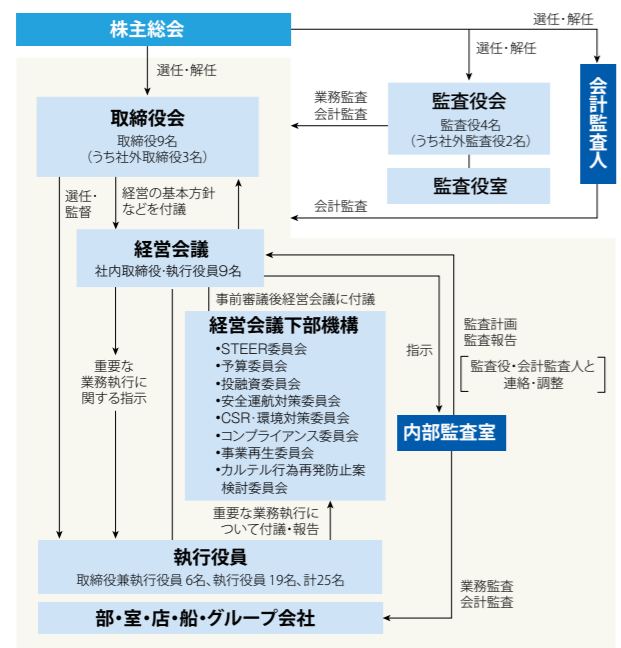 株主総会
選任・解任
選任・解任
選任・解任
取締役会
取締役9名
（うち社外取締役3名）
業務監査
会計監査
監査役会
監査役4名
（うち社外監査役2名）
監査役室
会計監査人
会計監査
選任・
監督
経営の基本方針
などを付議
経営会議
社内取締役・執行役員9名
事前審議後経営会議に付議
経営会議下部機構
•STEER委員会
•予算委員会
•投融資委員会
•安全運航対策委員会
•CSR・環境対策委員会
•コンプライアンス委員会
•事業再生委員会
•カルテル行為再発防止案
検討委員会
重要な
業務執行に
関する指示
指示
監査計画
監査報告
監査役・会計監査人と
連絡・調整
内部監査室
重要な業務執行に
ついて付議・報告
執行役員
取締役兼執行役員 6名、執行役員 19名、計25名
業務監査
会計監査
部・室・店・船・グループ会社